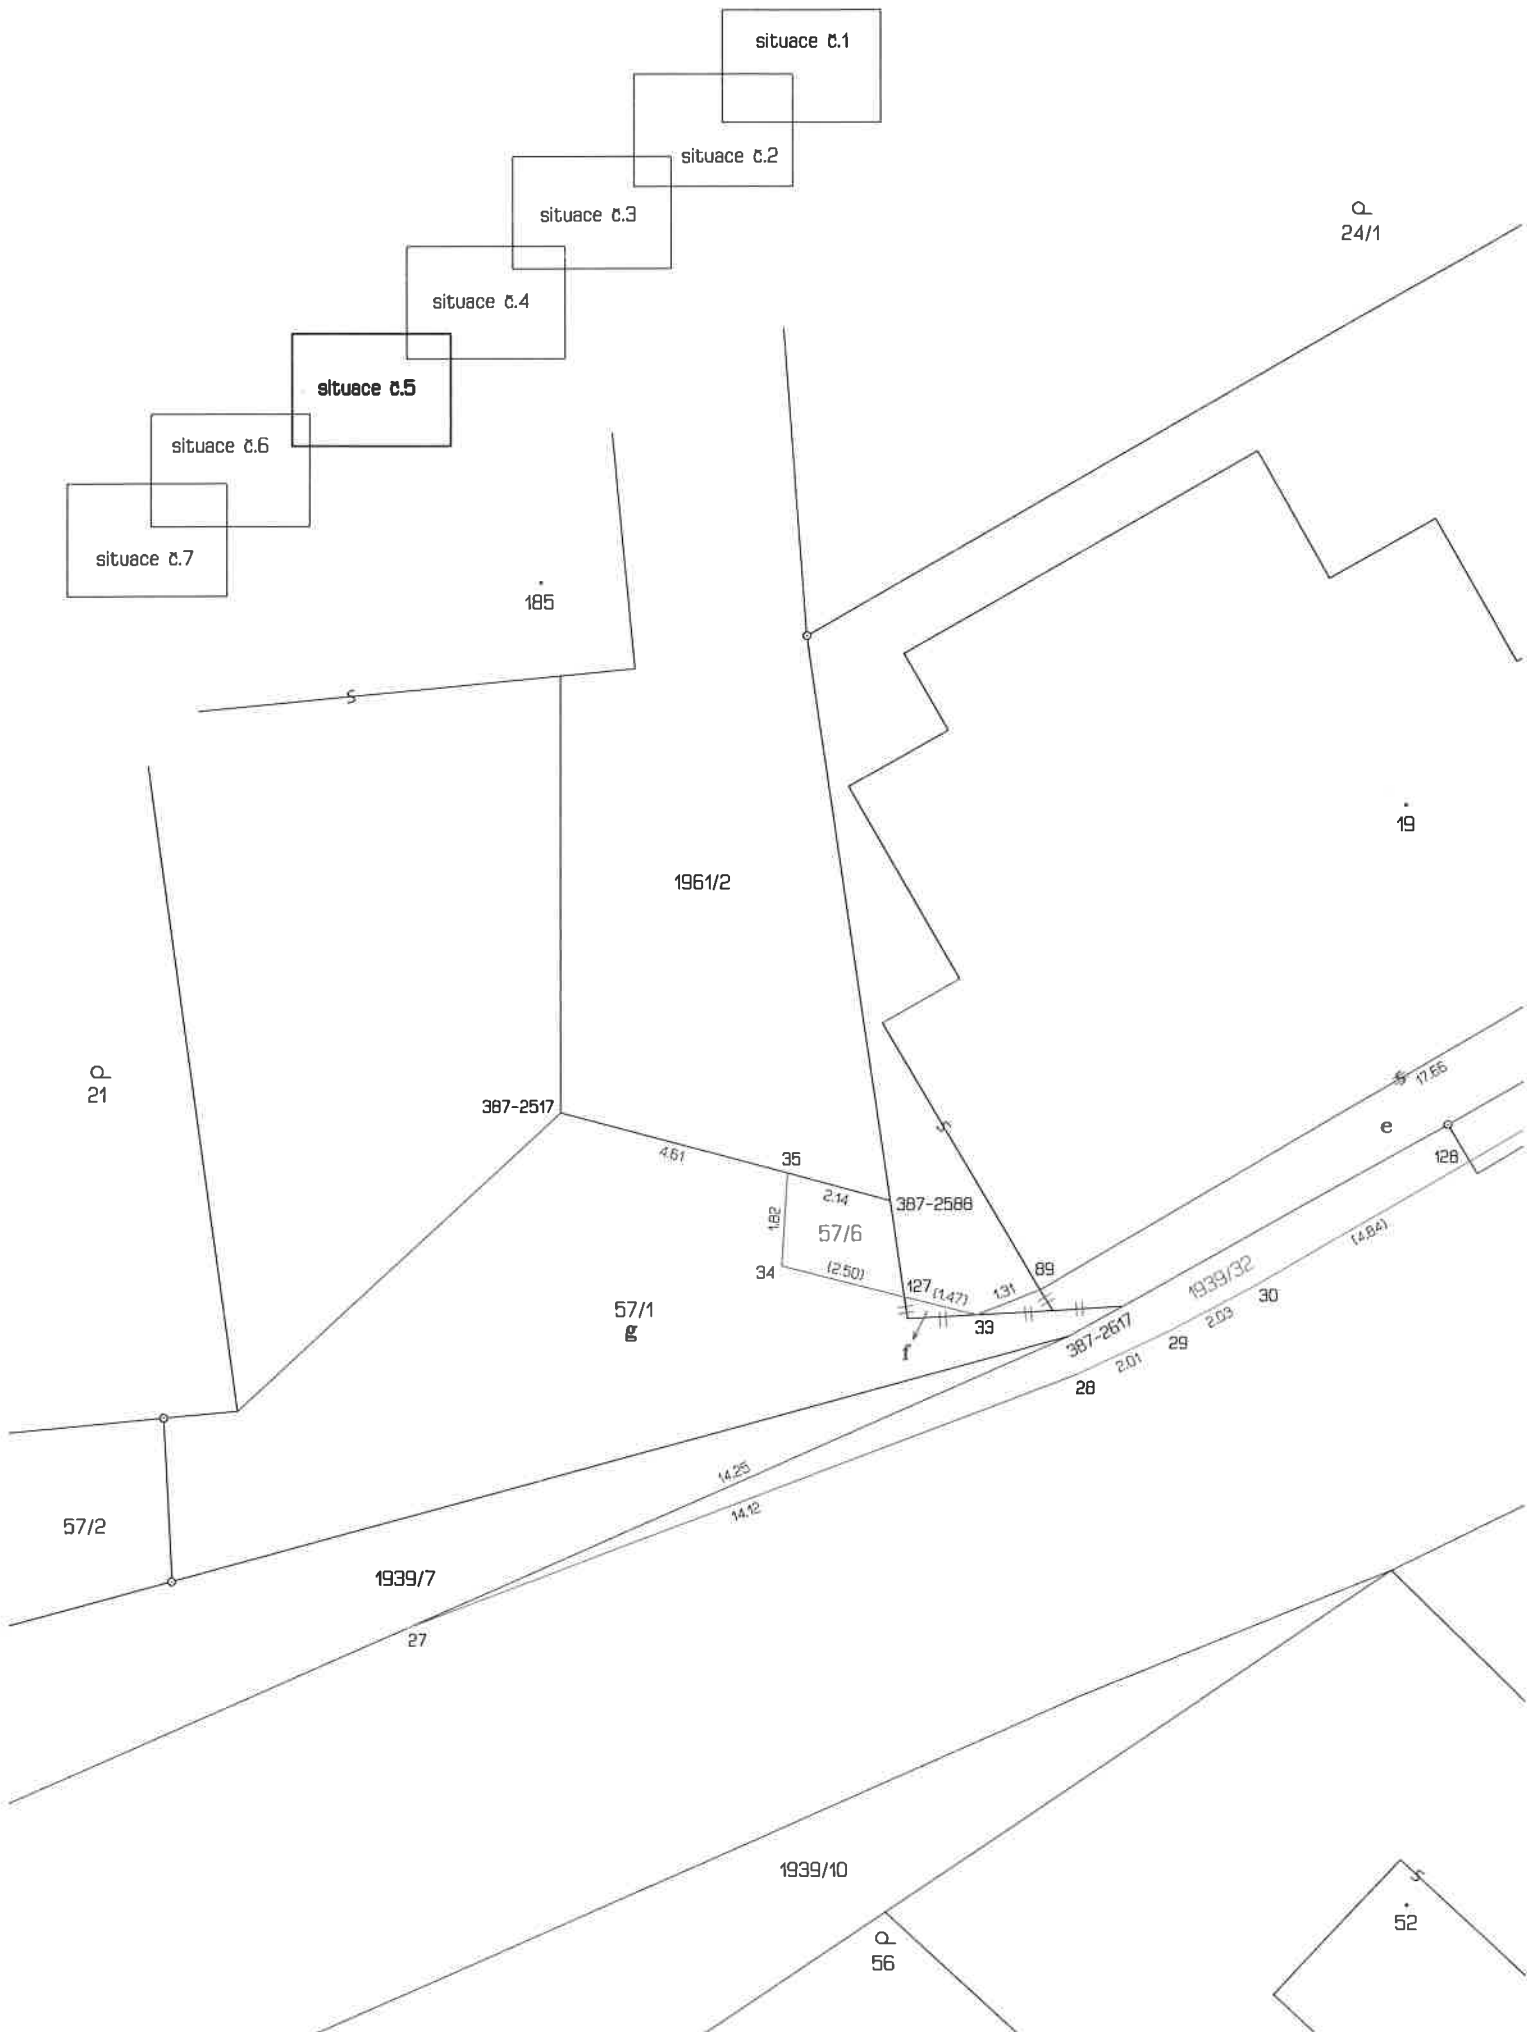 situace č.1
situace č.2
situace č.3
situace č.4
situace č.5
situace č.6
situace č.7
P
24/1
185
S
19
1961/2
P
21
S
17.66
e
387-2517
S
128
4.61
35
2.14
387-2588
1.82
57/6
(4.84)
34
(2.50)
127
(1.47)
1.31
89
1939/32
30
57/1
g
33
f
387-2617
2.03
29
2.01
28
14.25
14.12
57/2
1939/7
27
1939/10
S
52
P
56